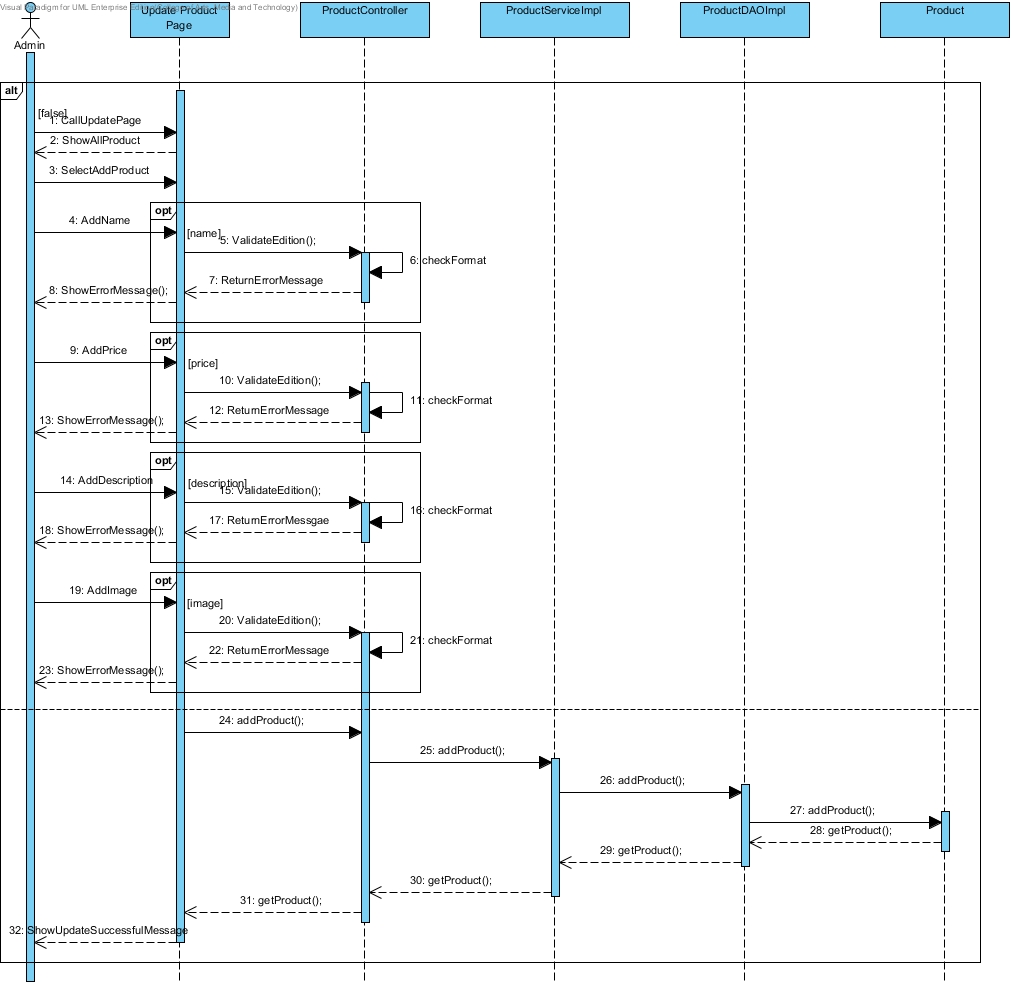 Visual Paradigm for UML Enterprise Edition Media and Technology)
Update Product
Page
ProductController
ProductServiceImpl
ProductDAOImpl
Product
Admin
alt
[false]
1: CallUpdatePage
2: ShowAllProduct
3: SelectAddProduct
opt
4: AddName
[name]
5: ValidateEdition();
6: checkFormat
7: ReturnErrorMessage
8: ShowErrorMessage();
opt
9: AddPrice
[price]
10: ValidateEdition();
11: checkFormat
12: ReturnErrorMessage
13: ShowErrorMessage();
opt
14: AddDescription
[description]
15: ValidateEdition();
16: checkFormat
17: ReturnErrorMessgae
18: ShowErrorMessage();
opt
19: AddImage
[image]
20: ValidateEdition();
21: checkFormat
22: ReturnErrorMessage
23: ShowErrorMessage();
24: addProduct();
25: addProduct();
26: addProduct();
27: addProduct();
28: getProduct();
29: getProduct();
30: getProduct();
31: getProduct();
32: ShowUpdateSuccessfulMessage